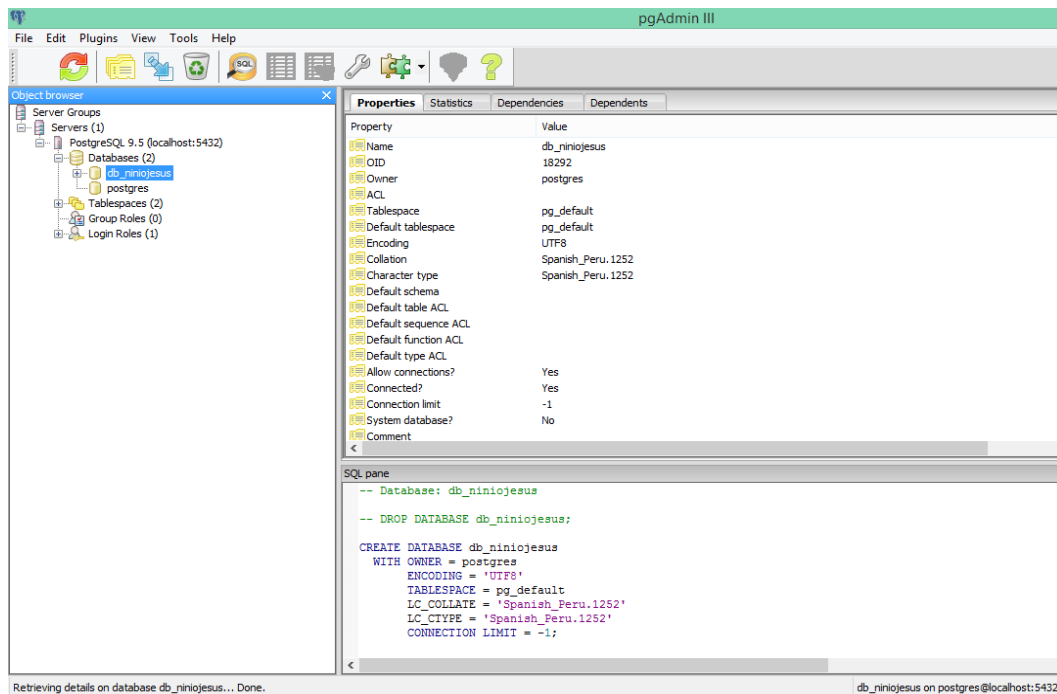 pgAdmin III
File Edit Plugins View Tools Help
SQL
Object browser
Server Groups
Servers (1)
PostgreSQL 9.5 (localhost:5432)
Databases (2)
db_niniojesus
postgres
Tablespaces (2)
Group Roles (0)
Login Roles (1)
Properties Statistics Dependencies Dependents
Property Value
Name db_niniojesus
OID 18292
Owner postgres
ACL
Tablespace pg_default
Default tablespace pg_default
Encoding UTF8
Collation Spanish_Peru.1252
Character type Spanish_Peru.1252
Default schema
Default table ACL
Default sequence ACL
Default function ACL
Default type ACL
Allow connections? Yes
Connected? Yes
Connection limit -1
System database? No
Comment
SQL pane
-- Database: db_niniojesus
-- DROP DATABASE db_niniojesus;
CREATE DATABASE db_niniojesus
WITH OWNER = postgres
ENCODING = 'UTF8'
TABLESPACE = pg_default
LC_COLLATE = 'Spanish_Peru.1252'
LC_CTYPE = 'Spanish_Peru.1252'
CONNECTION LIMIT = -1;
Retrieving details on database db_niniojesus... Done. db_niniojesus on postgres@localhost:5432